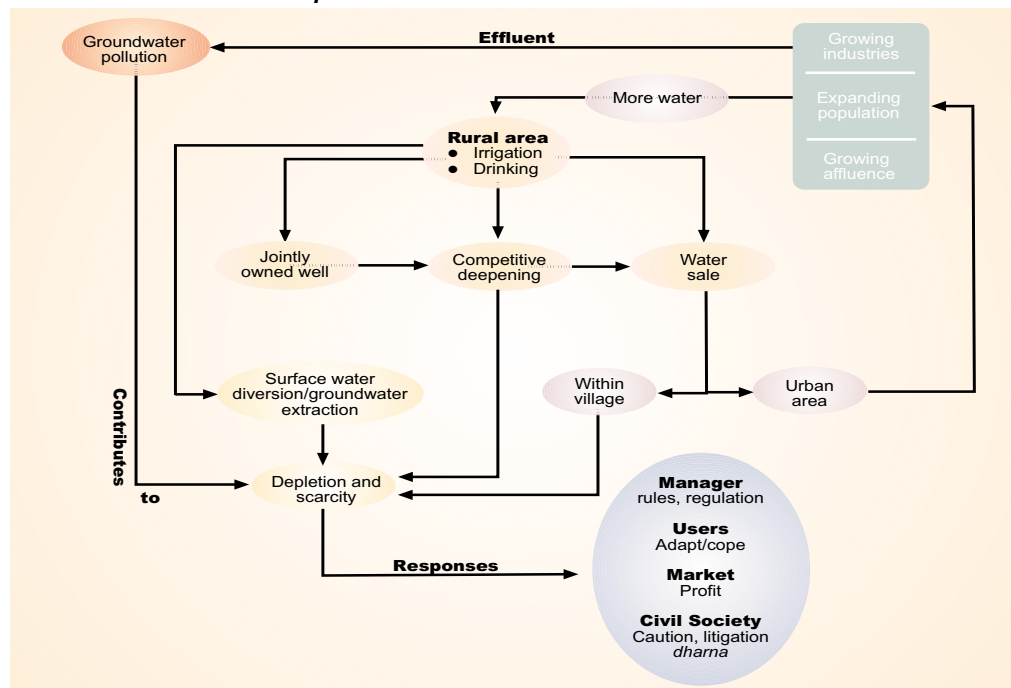 Effluent
Groundwater
pollution
Growing
industries
Expanding
population
Growing
affluence
More water
Rural area
● Irrigation
● Drinking
Jointly
owned well
Competitive
deepening
Water
sale
Surface water
diversion/groundwater
extraction
Within
village
Urban
area
Contributes
to
Depletion and
scarcity
Responses
Manager
rules, regulation
Users
Adapt/cope
Market
Profit
Civil Society
Caution, litigation
dharna